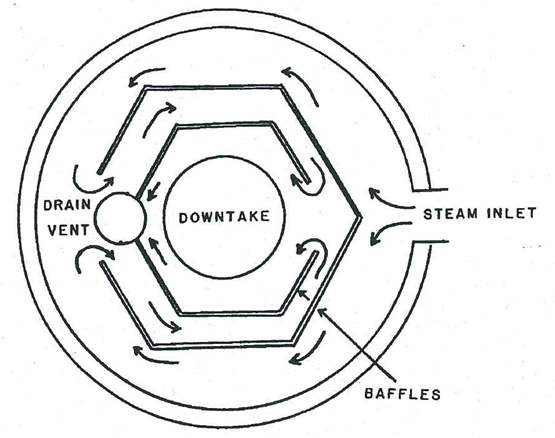 DRAIN
VENT
DOWNTAKE
STEAM INLET
BAFFLES